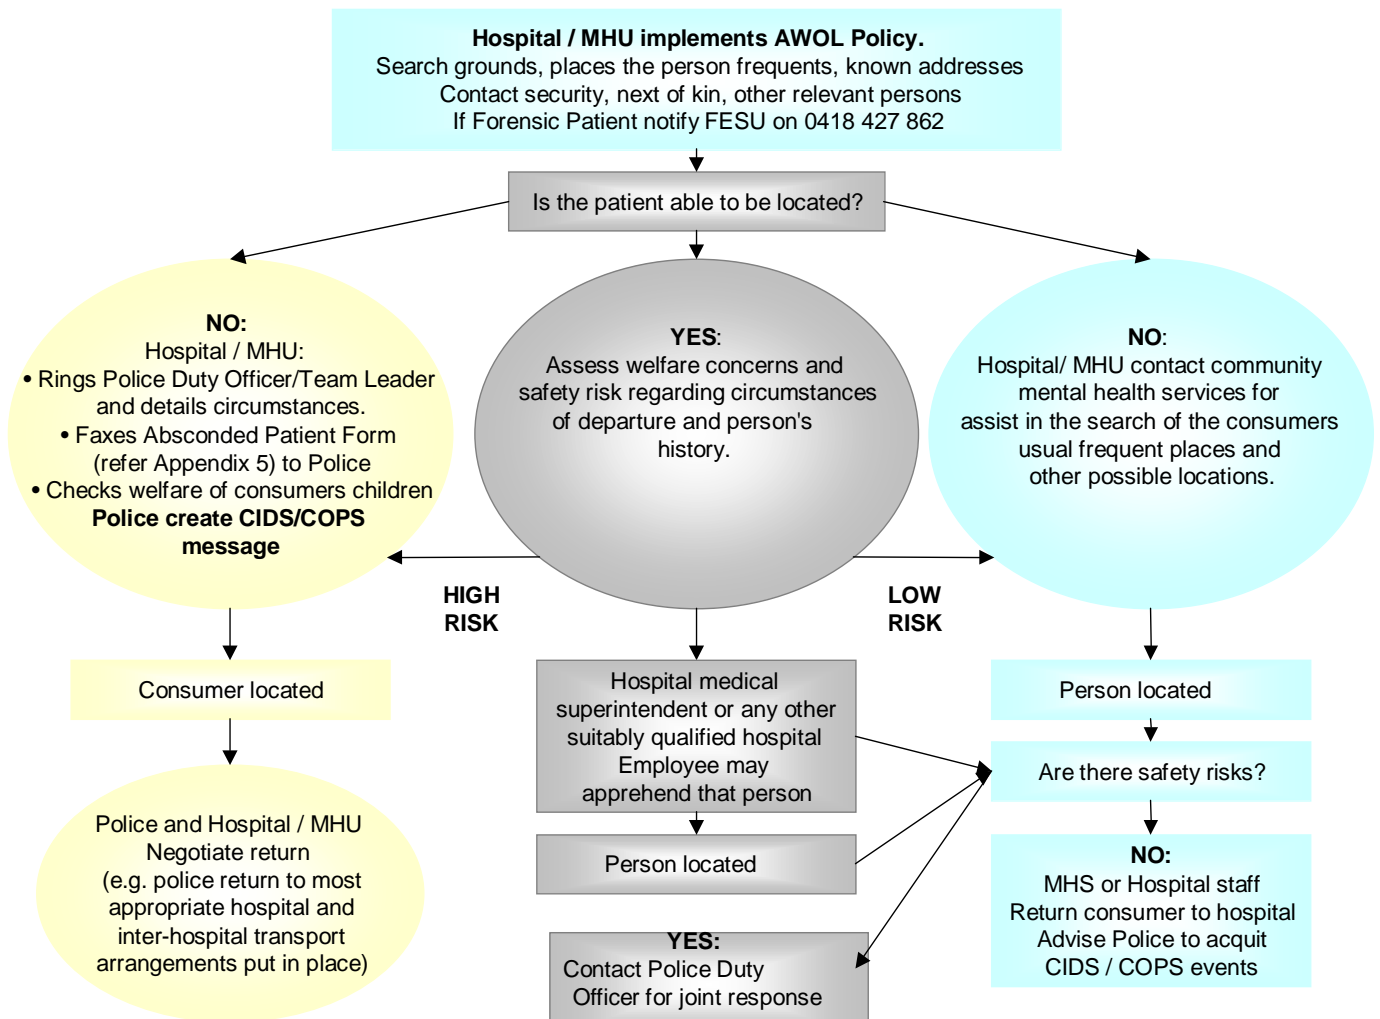 Hospital / MHU implements AWOL Policy.
Search grounds, places the person frequents, known addresses
Contact security, next of kin, other relevant persons
If Forensic Patient notify FESU on 0418 427 862
Is the patient able to be located?
NO:
Hospital / MHU:
• Rings Police Duty Officer/Team Leader
and details circumstances.
• Faxes Absconded Patient Form
(refer Appendix 5) to Police
• Checks welfare of consumers children
Police create CIDS/COPS
message
YES:
Assess welfare concerns and
safety risk regarding circumstances
of departure and person's
history.
NO:
Hospital/ MHU contact community
mental health services for
assist in the search of the consumers
usual frequent places and
other possible locations.
HIGH
RISK
LOW
RISK
Consumer located
Police and Hospital / MHU
Negotiate return
(e.g. police return to most
appropriate hospital and
inter-hospital transport
arrangements put in place)
Hospital medical
superintendent or any other
suitably qualified hospital
Employee may
apprehend that person
Person located
YES:
Contact Police Duty
Officer for joint response
Person located
Are there safety risks?
NO:
MHS or Hospital staff
Return consumer to hospital
Advise Police to acquit
CIDS / COPS events